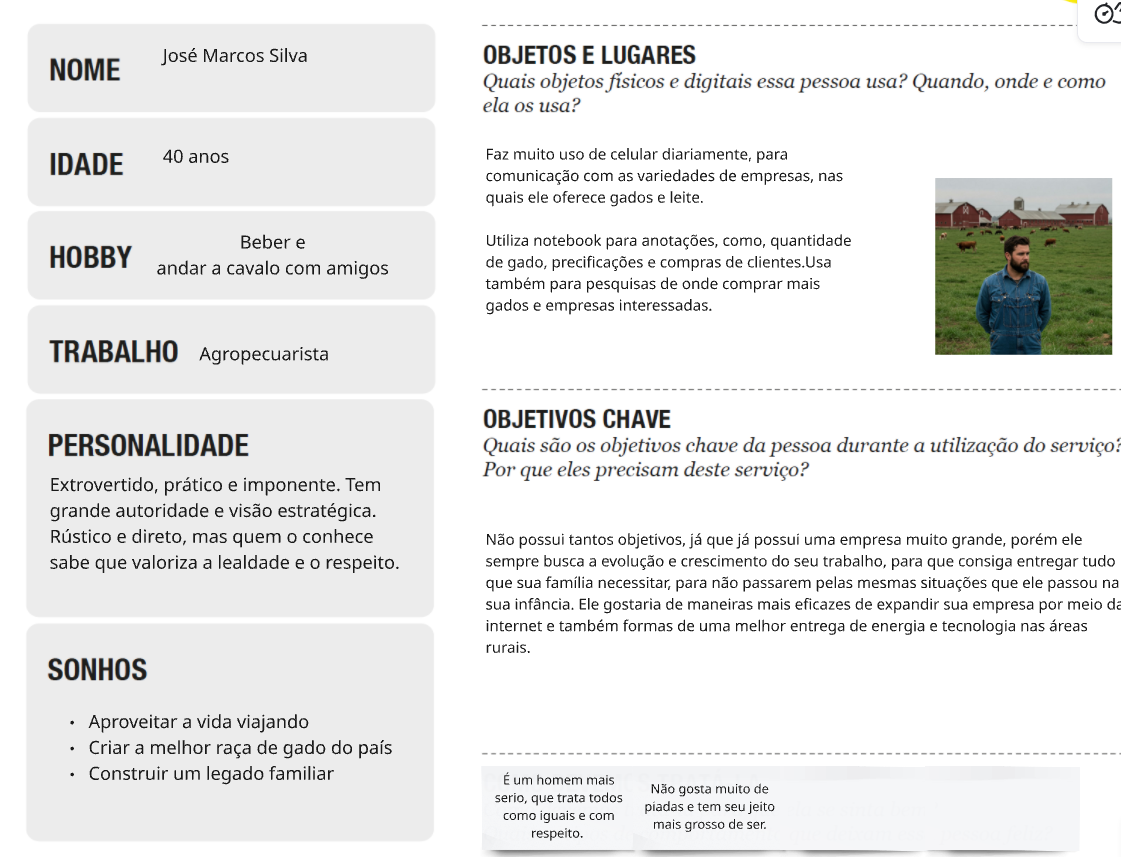 NOME
José Marcos Silva
IDADE
40 anos
HOBBY
Beber e
andar a cavalo com amigos
TRABALHO
Agropecuarista
PERSONALIDADE
Extrovertido, prático e imponente. Tem
grande autoridade e visão estratégica.
Rústico e direto, mas quem o conhece
sabe que valoriza a lealdade e o respeito.
SONHOS
• Aproveitar a vida viajando
• Criar a melhor raça de gado do país
• Construir um legado familiar
OBJETOS E LUGARES
Quais objetos físicos e digitais essa pessoa usa? Quando, onde e como
ela os usa?
Faz muito uso de celular diariamente, para
comunicação com as variedades de empresas, nas
quais ele oferece gados e leite.
Utiliza notebook para anotações, como, quantidade
de gado, precificações e compras de clientes.Usa
também para pesquisas de onde comprar mais
gados e empresas interessadas.
OBJETIVOS CHAVE
Quais são os objetivos chave da pessoa durante a utilização do serviço?
Por que eles precisam deste serviço?
Não possui tantos objetivos, já que já possui uma empresa muito grande, porém ele
sempre busca a evolução e crescimento do seu trabalho, para que consiga entregar tudo
que sua família necessitar, para não passarem pelas mesmas situações que ele passou na
sua infância. Ele gostaria de maneiras mais eficazes de expandir sua empresa por meio da
internet e também formas de uma melhor entrega de energia e tecnologia nas áreas
rurais.
É um homem mais
serio, que trata todos
como iguais e com
respeito.
Não gosta muito de
piadas e tem seu jeito
mais grosso de ser.